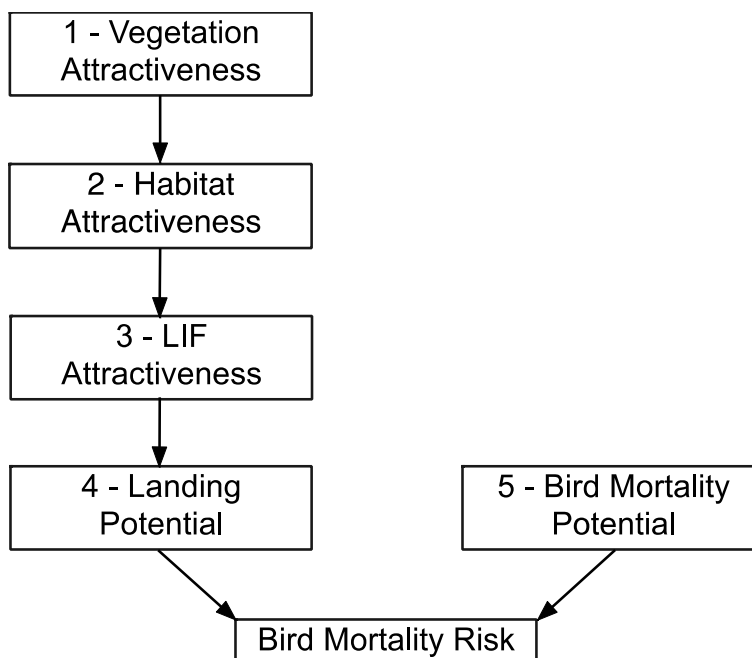 1 - Vegetation
Attractiveness
2 - Habitat
Attractiveness
3 - LIF
Attractiveness
4 - Landing
Potential
5 - Bird Mortality
Potential
Bird Mortality Risk